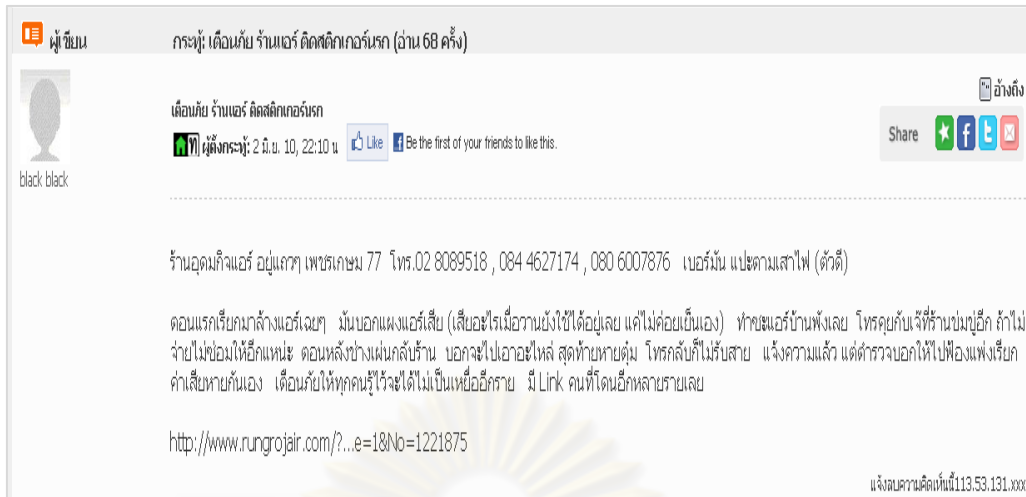 ผู้เขียน
กระทู้: เตือนภัย ร้านแอร์ ติดสติกเกอร์นรก (อ่าน 68 ครั้ง)
อ้างถึง
เตือนภัย ร้านแอร์ ติดสติกเกอร์นรก
ท ผู้ตั้งกระทู้: 2 มิ.ย. 10, 22:10 น Like Be the first of your friends to like this.
Share
black black
ร้านอุดมกิจแอร์ อยู่แถวๆ เพชรเกษม 77 โทร.02 8089518 , 084 4627174 , 080 6007876 เบอร์มัน แปะตามเสาไฟ (ตัวดี)
ตอนแรกเรียกมาล้างแอร์เฉยๆ มันบอกแผงแอร์เสีย (เสียอะไรเมื่อวานยังใช้ได้อยู่เลย แค่ไม่ค่อยเย็นเอง) ทำซะแอร์บ้านพังเลย โทรคุยกับเจ๊ที่ร้านข่มขู่อีก ถ้าไม่
จ่ายไม่ซ่อมให้อีกแหน่ะ ตอนหลังช่างเผ่นกลับร้าน บอกจะไปเอาอะไหล่ สุดท้ายหายต๋อม โทรกลับก็ไม่รับสาย แจ้งความแล้ว แต่ตำรวจบอกให้ไปฟ้องแพ่งเรียก
ค่าเสียหายกันเอง เตือนภัยให้ทุกคนรู้ไว้จะได้ไม่เป็นเหยื่ออีกราย มี Link คนที่โดนอีกหลายรายเลย
http://www.rungrojair.com/?...e=1&No=1221875
แจ้งลบความคิดเห็นนี้113.53.131.xxx